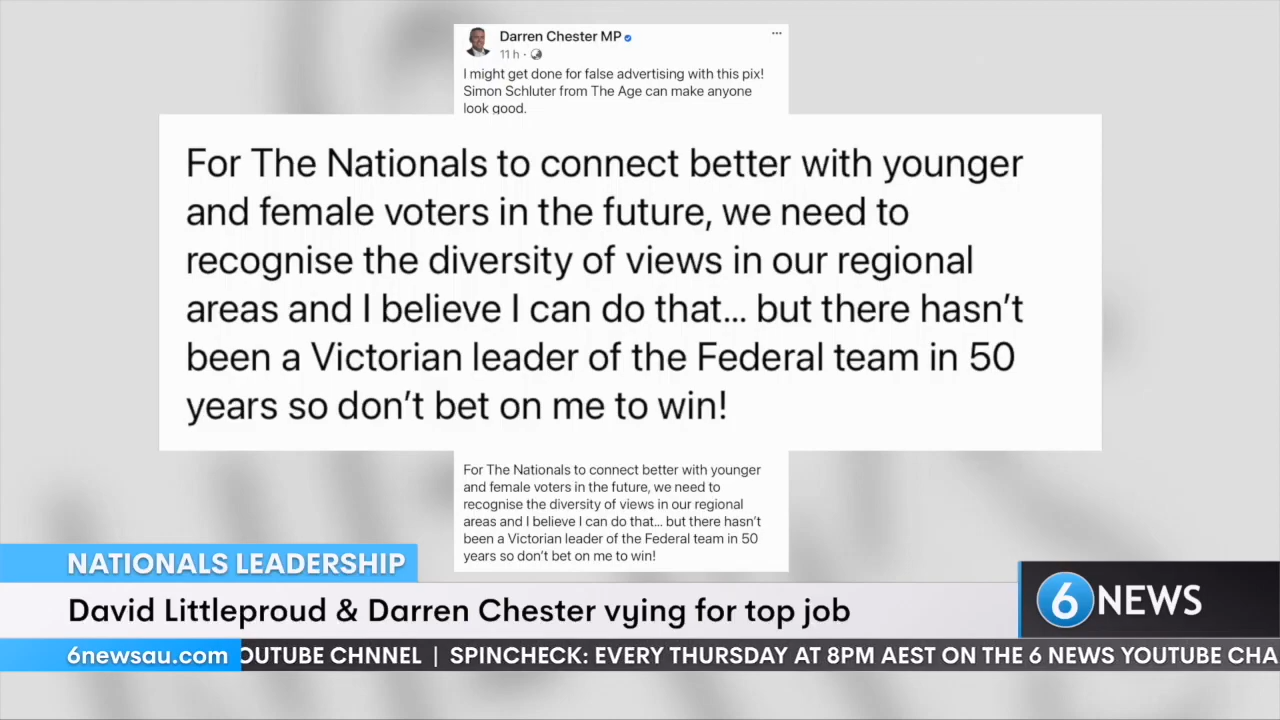 Darren Chester MP
11 h ·
I might get done for false advertising with this pix!
Simon Schluter from The Age can make anyone
look good.
For The Nationals to connect better with younger
and female voters in the future, we need to
recognise the diversity of views in our regional
areas and I believe I can do that... but there hasn't
been a Victorian leader of the Federal team in 50
years so don't bet on me to win!
For The Nationals to connect better with younger
and female voters in the future, we need to
recognise the diversity of views in our regional
areas and I believe I can do that... but there hasn't
been a Victorian leader of the Federal team in 50
years so don't bet on me to win!
NATIONALS LEADERSHIP
David Littleproud & Darren Chester vying for top job
6 NEWS
6newsau.com OUTUBE CHNNEL | SPINCHECK: EVERY THURSDAY AT 8PM AEST ON THE 6 NEWS YOUTUBE CHA